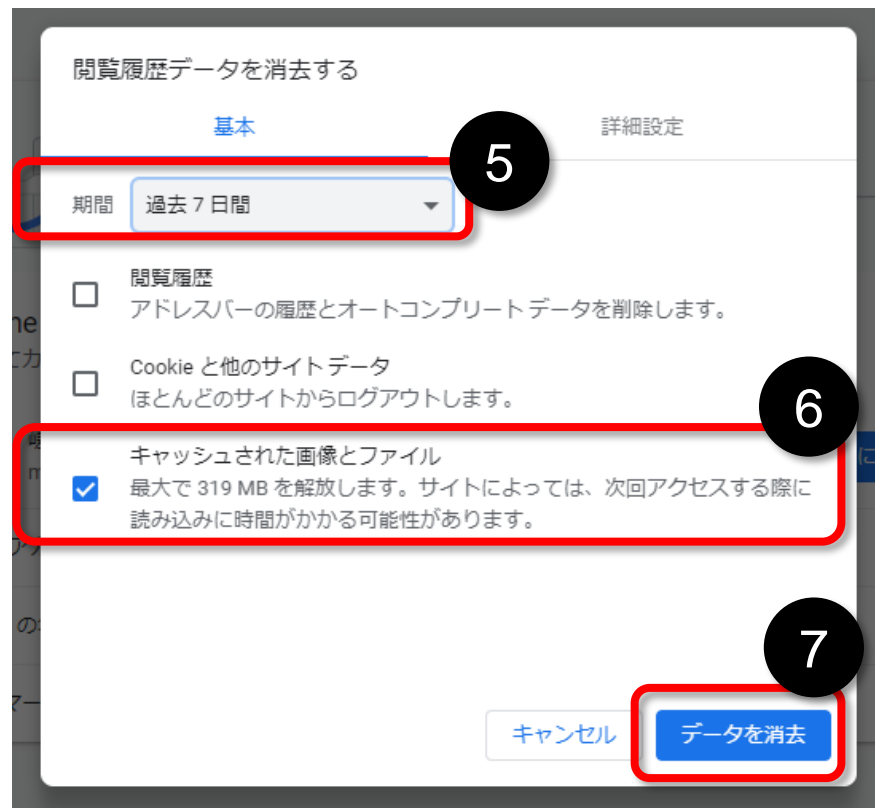 閲覧履歴データを消去する
基本
詳細設定
5
期間
過去 7 日間
閲覧履歴
アドレスバーの履歴とオートコンプリート データを削除します。
Cookie と他のサイト データ
ほとんどのサイトからログアウトします。
6
キャッシュされた画像とファイル
最大で 319 MB を解放します。サイトによっては、次回アクセスする際に
読み込みに時間がかかる可能性があります。
7
キャンセル
データを消去